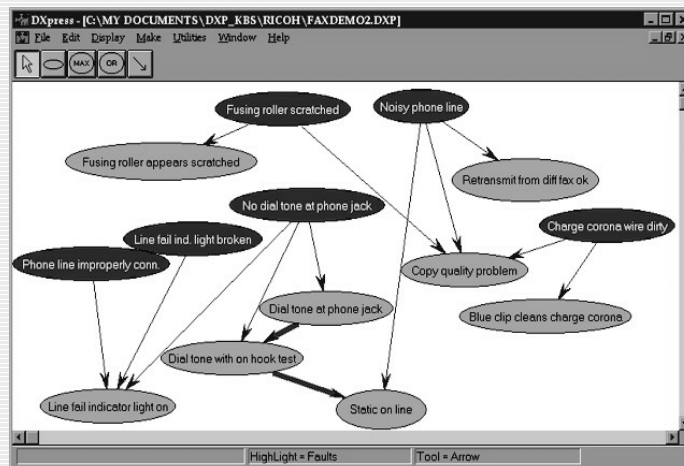 DXpress - [C:\MY DOCUMENTS\DXP_KBS\RICOH\FAXDEMO2.DXP]
File Edit Display Make Utilities Window Help
MAX OR
Fusing roller scratched
Noisy phone line
Fusing roller appears scratched
Retransmit from diff fax ok
No dial tone at phone jack
Charge corona wire dirty
Line fail ind. light broken
Phone line improperly conn.
Copy quality problem
Dial tone at phone jack
Blue clip cleans charge corona
Dial tone with on hook test
Line fail indicator light on
Static on line
HighLight = Faults
Tool = Arrow